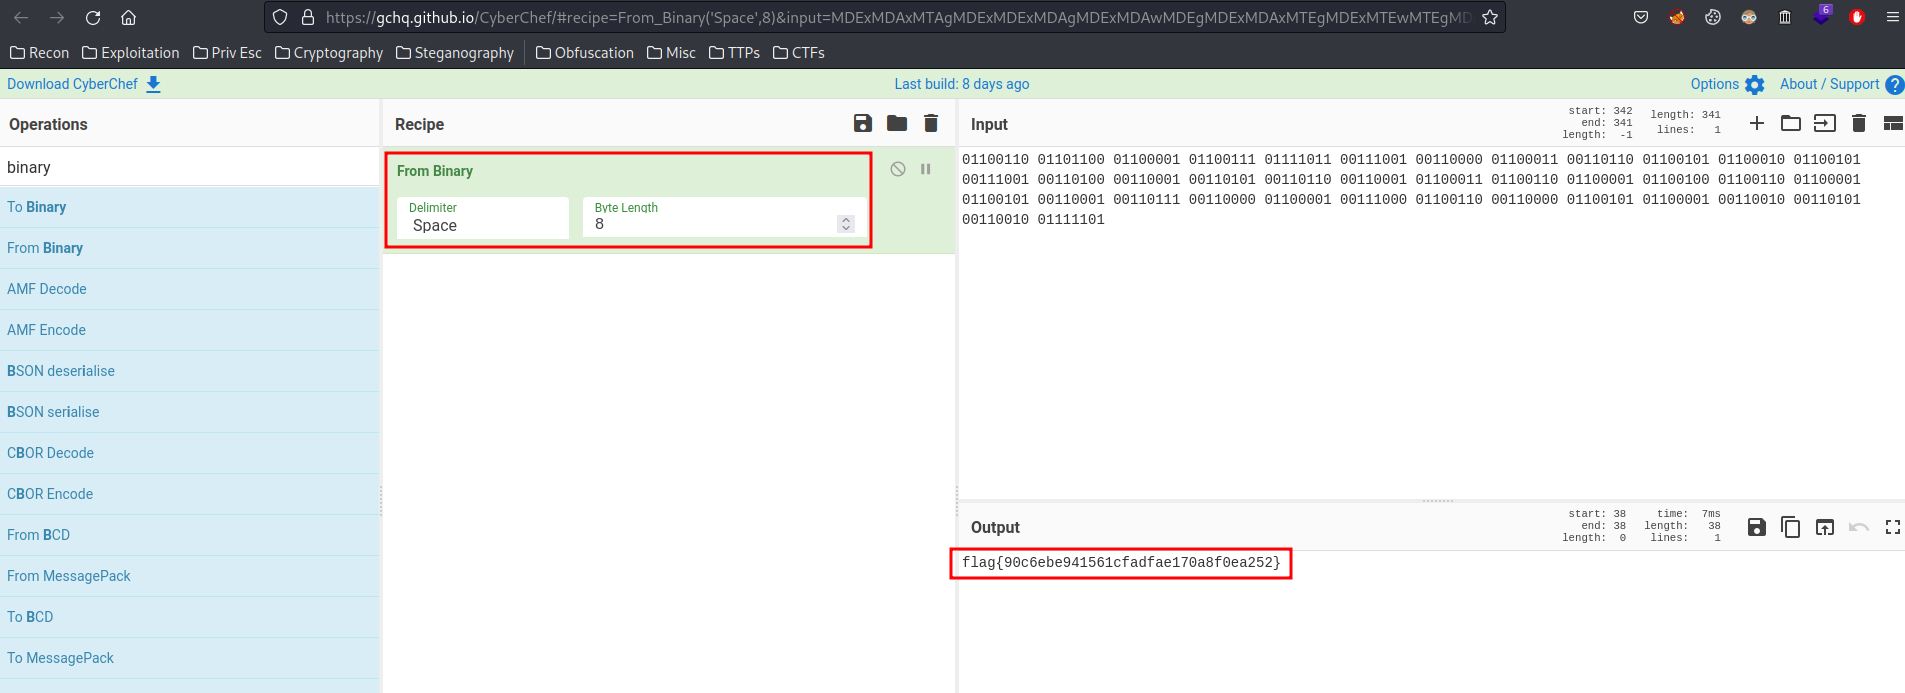 https://gchq.github.io/CyberChef/#recipe=From_Binary('Space',8)&input=MDExMDAxMTAgMDExMDExMDAgMDExMDAwMDEgMDExMDAxMTEgMDExMTEwMTEgMD
6
Recon Exploitation Priv Esc Cryptography Steganography Obfuscation Misc TTPs CTFs
Download CyberChef Last build: 8 days ago Options About / Support ?
Operations
binary
To Binary
From Binary
AMF Decode
AMF Encode
BSON deserialise
BSON serialise
CBOR Decode
CBOR Encode
From BCD
From MessagePack
To BCD
To MessagePack
Recipe
From Binary
Delimiter
Space
Byte Length
8
Input
start: 342
end: 341
length: -1
length: 341
lines: 1
01100110 01101100 01100001 01100111 01111011 00111001 00110000 01100011 00110110 01100101 01100010 01100101
00111001 00110100 00110001 00110101 00110110 00110001 01100011 01100110 01100001 01100100 01100110 01100001
01100101 00110001 00110111 00110000 01100001 00111000 01100110 00110000 01100101 01100001 00110010 00110101
00110010 01111101
Output
start: 38
end: 38
length: 0
time: 7ms
length: 38
lines: 1
flag{90c6ebe941561cfadfae170a8f0ea252}